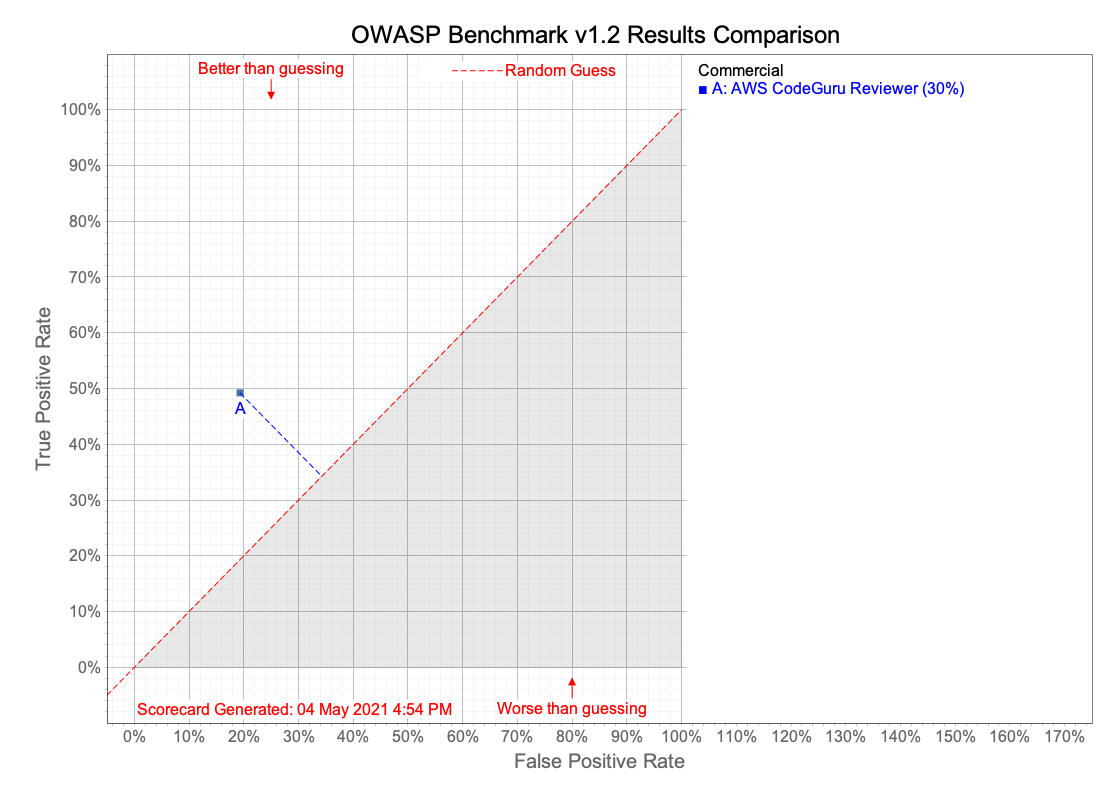 OWASP Benchmark v1.2 Results Comparison
Better than guessing
Random Guess
Commercial
A: AWS CodeGuru Reviewer (30%)
100%
90%
80%
70%
60%
50%
40%
30%
20%
10%
0%
True Positive Rate
A
Scorecard Generated: 04 May 2021 4:54 PM
Worse than guessing
0% 10% 20% 30% 40% 50% 60% 70% 80% 90% 100% 110% 120% 130% 140% 150% 160% 170%
False Positive Rate